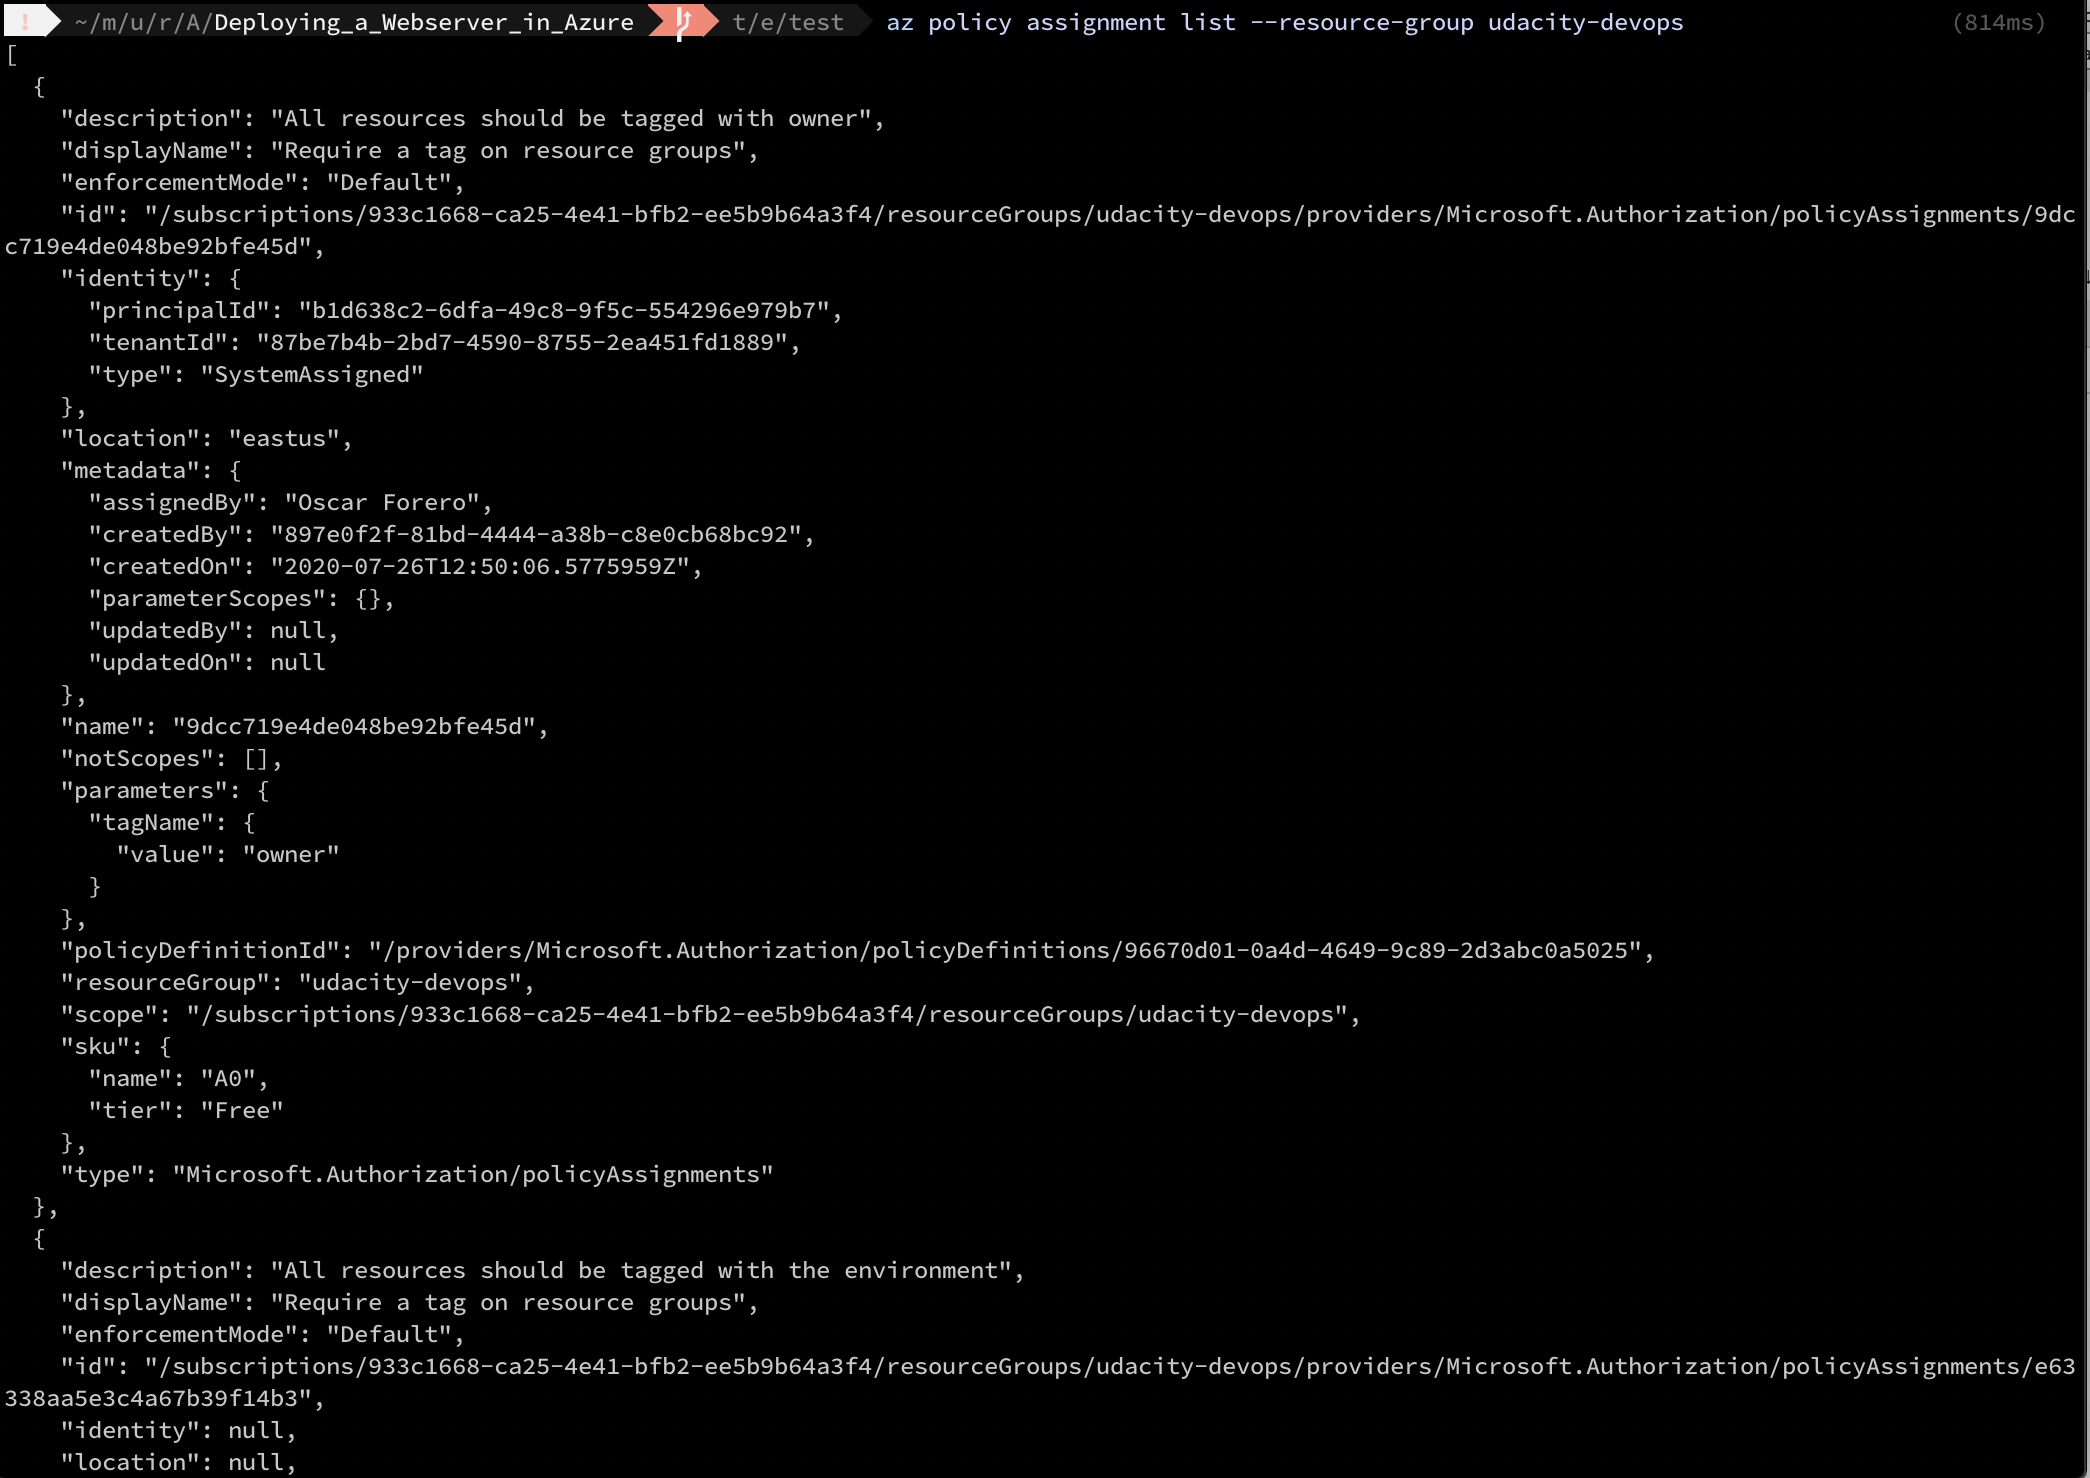 ! ~/m/u/r/A/Deploying_a_Webserver_in_Azure t/e/test az policy assignment list --resource-group udacity-devops (814ms)
[
  {
    "description": "All resources should be tagged with owner",
    "displayName": "Require a tag on resource groups",
    "enforcementMode": "Default",
    "id": "/subscriptions/933c1668-ca25-4e41-bfb2-ee5b9b64a3f4/resourceGroups/udacity-devops/providers/Microsoft.Authorization/policyAssignments/9dc
c719e4de048be92bfe45d",
    "identity": {
      "principalId": "b1d638c2-6dfa-49c8-9f5c-554296e979b7",
      "tenantId": "87be7b4b-2bd7-4590-8755-2ea451fd1889",
      "type": "SystemAssigned"
    },
    "location": "eastus",
    "metadata": {
      "assignedBy": "Oscar Forero",
      "createdBy": "897e0f2f-81bd-4444-a38b-c8e0cb68bc92",
      "createdOn": "2020-07-26T12:50:06.5775959Z",
      "parameterScopes": {},
      "updatedBy": null,
      "updatedOn": null
    },
    "name": "9dcc719e4de048be92bfe45d",
    "notScopes": [],
    "parameters": {
      "tagName": {
        "value": "owner"
      }
    },
    "policyDefinitionId": "/providers/Microsoft.Authorization/policyDefinitions/96670d01-0a4d-4649-9c89-2d3abc0a5025",
    "resourceGroup": "udacity-devops",
    "scope": "/subscriptions/933c1668-ca25-4e41-bfb2-ee5b9b64a3f4/resourceGroups/udacity-devops",
    "sku": {
      "name": "A0",
      "tier": "Free"
    },
    "type": "Microsoft.Authorization/policyAssignments"
  },
  {
    "description": "All resources should be tagged with the environment",
    "displayName": "Require a tag on resource groups",
    "enforcementMode": "Default",
    "id": "/subscriptions/933c1668-ca25-4e41-bfb2-ee5b9b64a3f4/resourceGroups/udacity-devops/providers/Microsoft.Authorization/policyAssignments/e63
338aa5e3c4a67b39f14b3",
    "identity": null,
    "location": null,